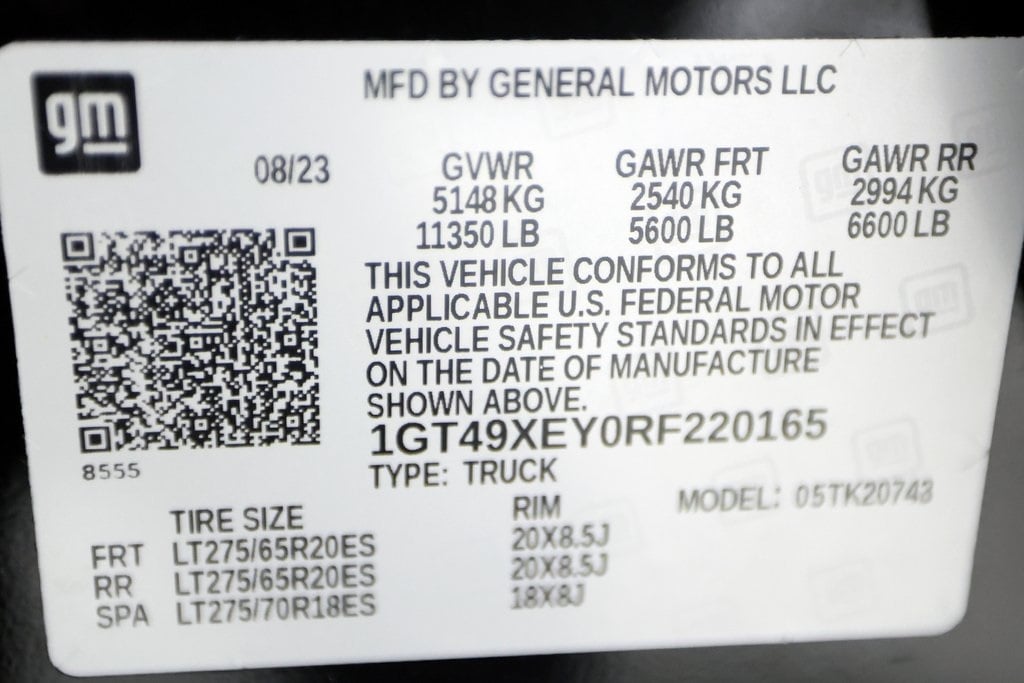 gm
MFD BY GENERAL MOTORS LLC
08/23
GVWR GAWR FRT GAWR RR
5148 KG 2540 KG 2994 KG
11350 LB 5600 LB 6600 LB
THIS VEHICLE CONFORMS TO ALL
APPLICABLE U.S. FEDERAL MOTOR
VEHICLE SAFETY STANDARDS IN EFFECT
ON THE DATE OF MANUFACTURE
SHOWN ABOVE.
1GT49XEY0RF220165
8555
TYPE: TRUCK
MODEL: 05TK20743
TIRE SIZE RIM
FRT LT275/65R20ES 20X8.5J
RR LT275/65R20ES 20X8.5J
SPA LT275/70R18ES 18X8J